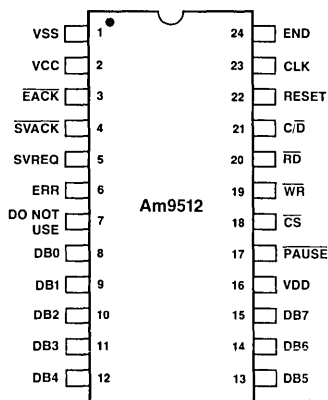 VSS 1 24 END
VCC 2 23 CLK
EACK 3 22 RESET
SVACK 4 21 C/D
SVREQ 5 20 RD
ERR 6 19 WR
Am9512
DO NOT USE 7 18 CS
DB0 8 17 PAUSE
DB1 9 16 VDD
DB2 10 15 DB7
DB3 11 14 DB6
DB4 12 13 DB5